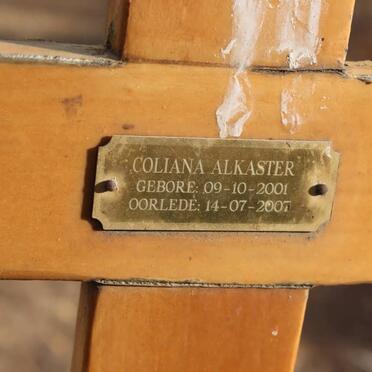 COLIANA ALKASTER
GEBORE: 09-10-2001
OORLEDE: 14-07-2007